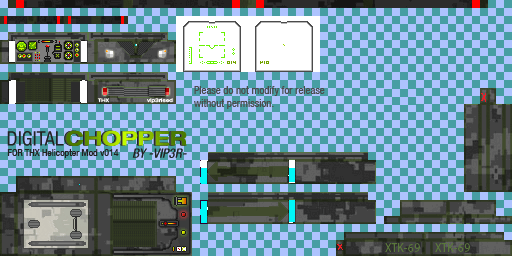 Please do not modify for release
without permission.
THX
vip3rised
DIGITALCHOPPER
FOR THX Helicopter Mod v014
BY -VIP3R-
XTK-69
XTK-69